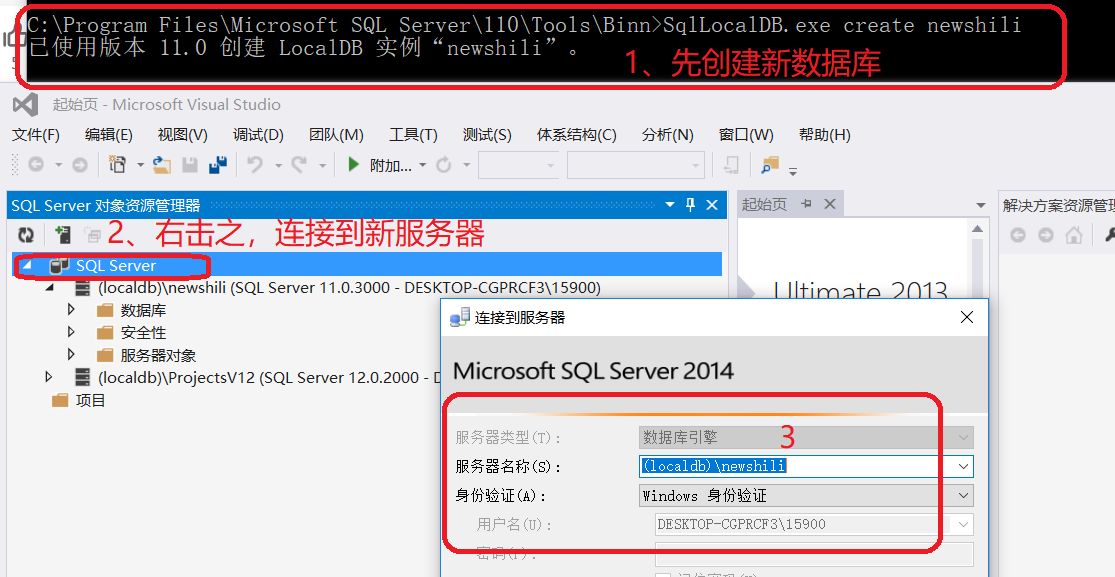 C:\Program Files\Microsoft SQL Server\110\Tools\Binn>SqlLocalDB.exe create newshili
已使用版本 11.0 创建 LocalDB 实例“newshili”。
1、先创建新数据库
起始页 - Microsoft Visual Studio
文件(F) 编辑(E) 视图(V) 调试(D) 团队(M) 工具(T) 测试(S) 体系结构(C) 分析(N) 窗口(W) 帮助(H)
附加...
SQL Server 对象资源管理器
起始页
解决方案资源管理
2、右击之，连接到新服务器
SQL Server
(localdb)\newshili (SQL Server 11.0.3000 - DESKTOP-CGPRCF3\15900)
数据库
安全性
服务器对象
(localdb)\ProjectsV12 (SQL Server 12.0.2000 - D
项目
Ultimate 2013
连接到服务器
Microsoft SQL Server 2014
服务器类型(T): 数据库引擎
3
服务器名称(S): (localdb)\newshili
身份验证(A): Windows 身份验证
用户名(U): DESKTOP-CGPRCF3\15900
密码(P):